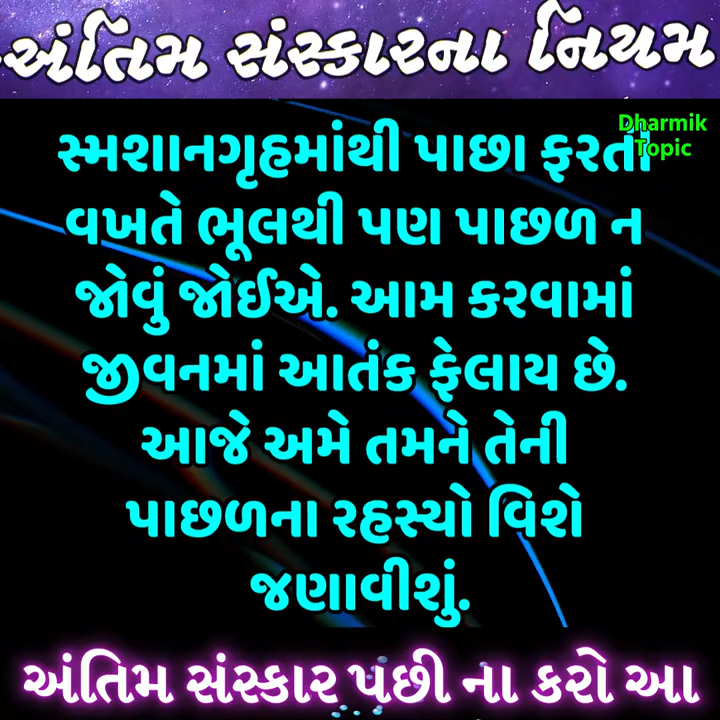 અંતિમ સંસ્કારના નિયમ
Dharmik
Topic
સ્મશાનગૃહમાંથી પાછા ફરતી
વખતે ભૂલથી પણ પાછળ ન
જોવું જોઈએ. આમ કરવામાં
જીવનમાં આતંક ફેલાય છે.
આજે અમે તમને તેની
પાછળના રહસ્યો વિશે
જણાવીશું.
અંતિમ સંસ્કાર પછી ના કરો આ